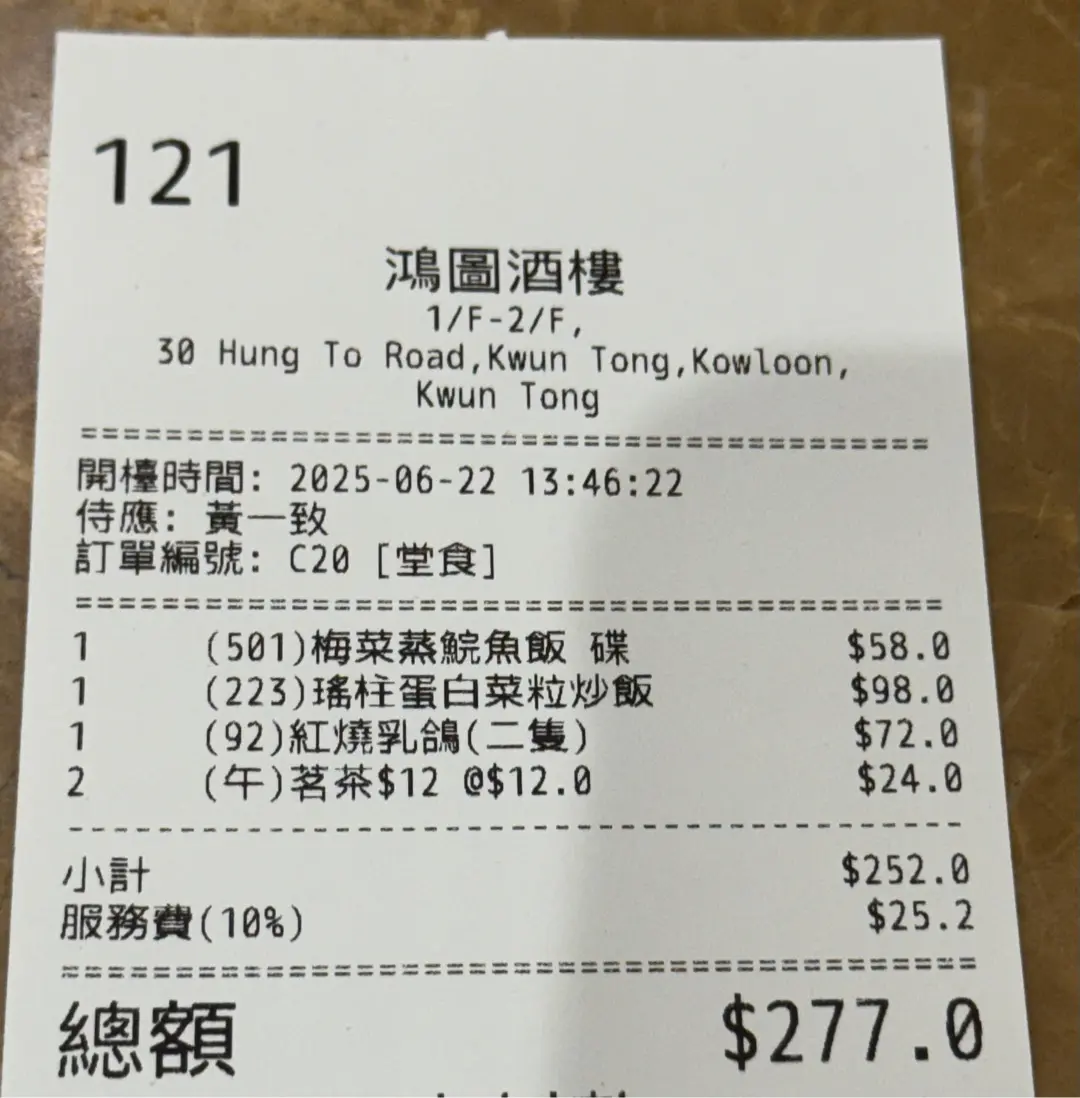 121
鴻圖酒樓
1/F-2/F,
30 Hung To Road,Kwun Tong,Kowloon,
Kwun Tong
=========================================
開檯時間: 2025-06-22 13:46:22
侍應: 黃一致
訂單編號: C20 [堂食]
=========================================
1 (501)梅菜蒸鯇魚飯 碟 $58.0
1 (223)瑤柱蛋白菜粒炒飯 $98.0
1 (92)紅燒乳鴿(二隻) $72.0
2 (午)茗茶$12 @$12.0 $24.0
-----------------------------------------
小計 $252.0
服務費(10%) $25.2
=========================================
總額 $277.0